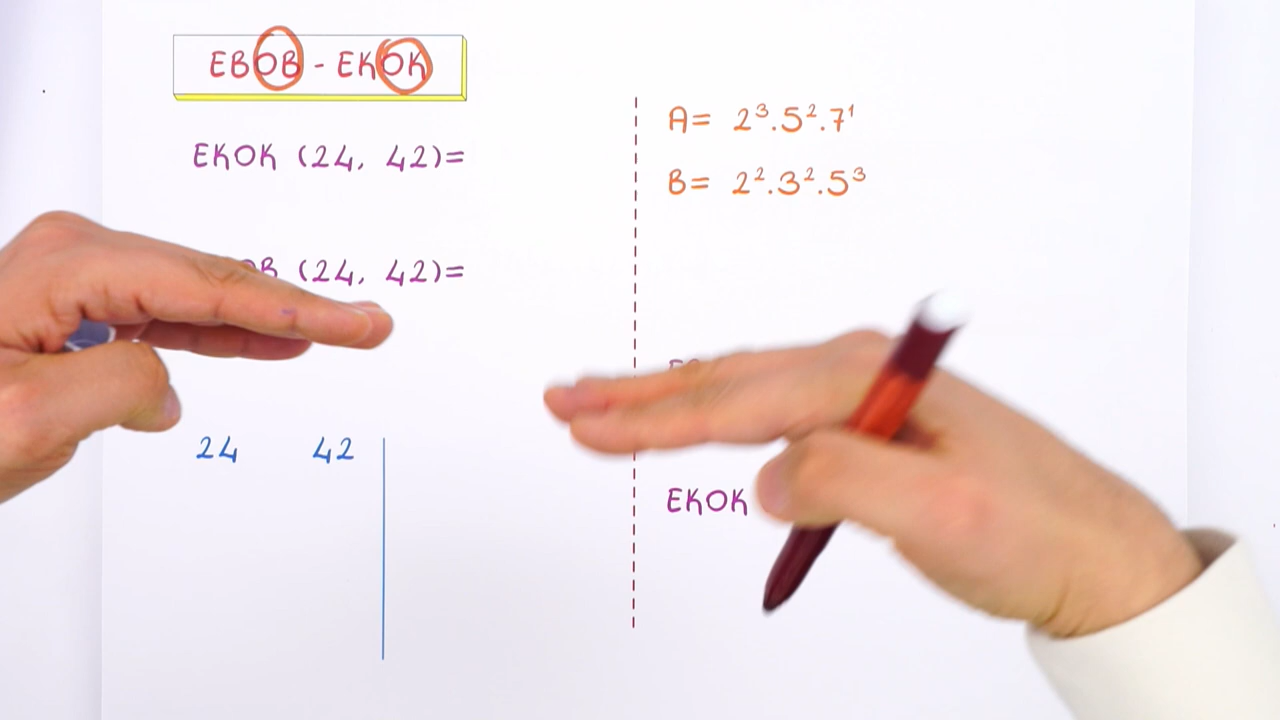 EBOB - EKOK
EKOK (24, 42)=
(24, 42)=
24 42
A= 2³.5².7¹
B= 2².3².5³
EKOK